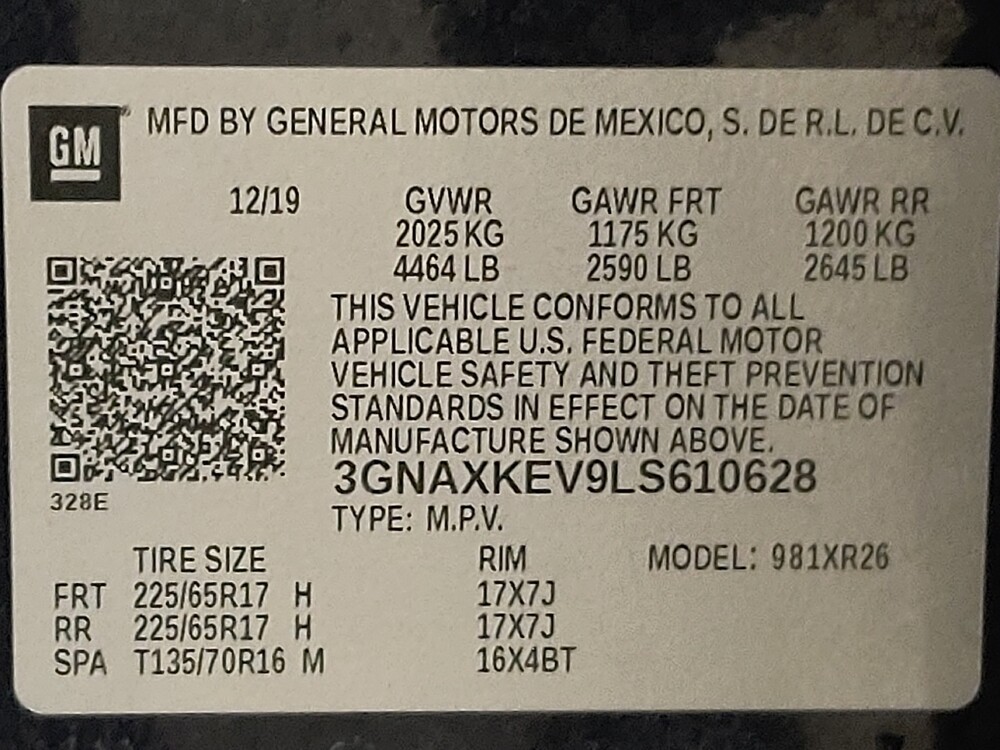 GM MFD BY GENERAL MOTORS DE MEXICO, S. DE R.L. DE C.V.
12/19 GVWR GAWR FRT GAWR RR
2025 KG 1175 KG 1200 KG
4464 LB 2590 LB 2645 LB
THIS VEHICLE CONFORMS TO ALL
APPLICABLE U.S. FEDERAL MOTOR
VEHICLE SAFETY AND THEFT PREVENTION
STANDARDS IN EFFECT ON THE DATE OF
MANUFACTURE SHOWN ABOVE.
3GNAXKEV9LS610628
328E
TYPE: M.P.V.
TIRE SIZE RIM MODEL: 981XR26
FRT 225/65R17 H 17X7J
RR 225/65R17 H 17X7J
SPA T135/70R16 M 16X4BT